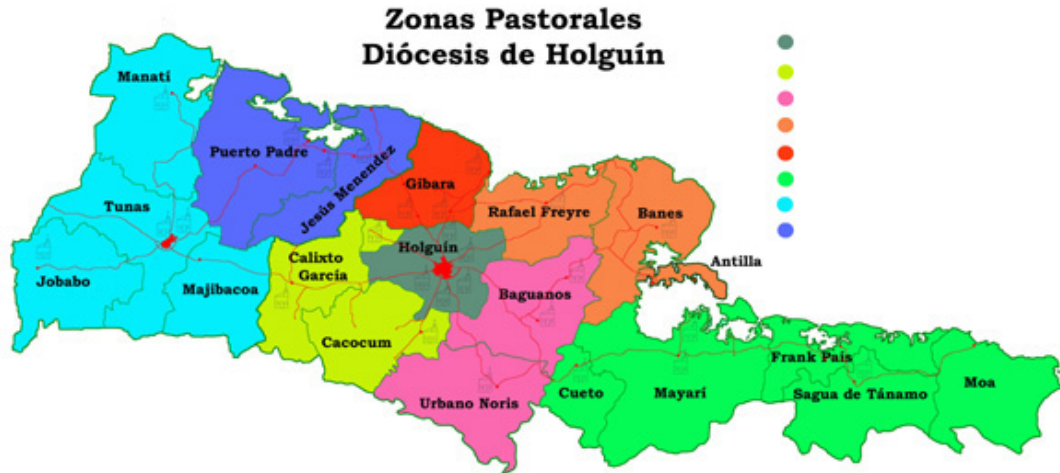 Zonas Pastorales
Diócesis de Holguín
Manatí
Puerto Padre
Jesús Menendez
Gibara
Rafael Freyre
Banes
Tunas
Holguín
Antilla
Calixto
García
Jobabo
Majibacoa
Baguanos
Cacocum
Frank País
Cueto
Mayarí
Moa
Urbano Noris
Sagua de Tánamo